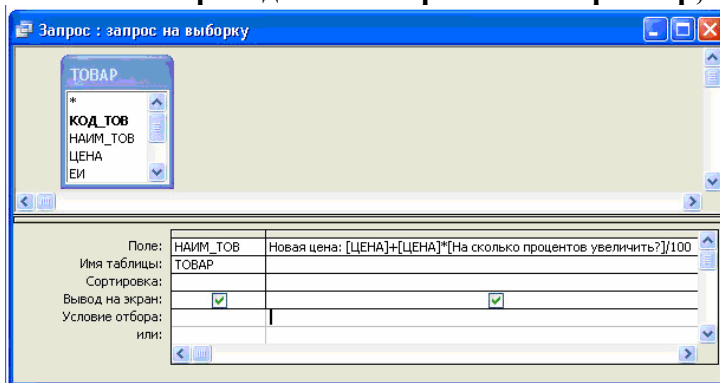 Запрос : запрос на выборку
ТОВАР
*
КОД_ТОВ
НАИМ_ТОВ
ЦЕНА
ЕИ
Поле: НАИМ_ТОВ Новая цена: [ЦЕНА]+[ЦЕНА]*[На сколько процентов увеличить?]/100
Имя таблицы: ТОВАР
Сортировка:
Вывод на экран:
Условие отбора:
или: